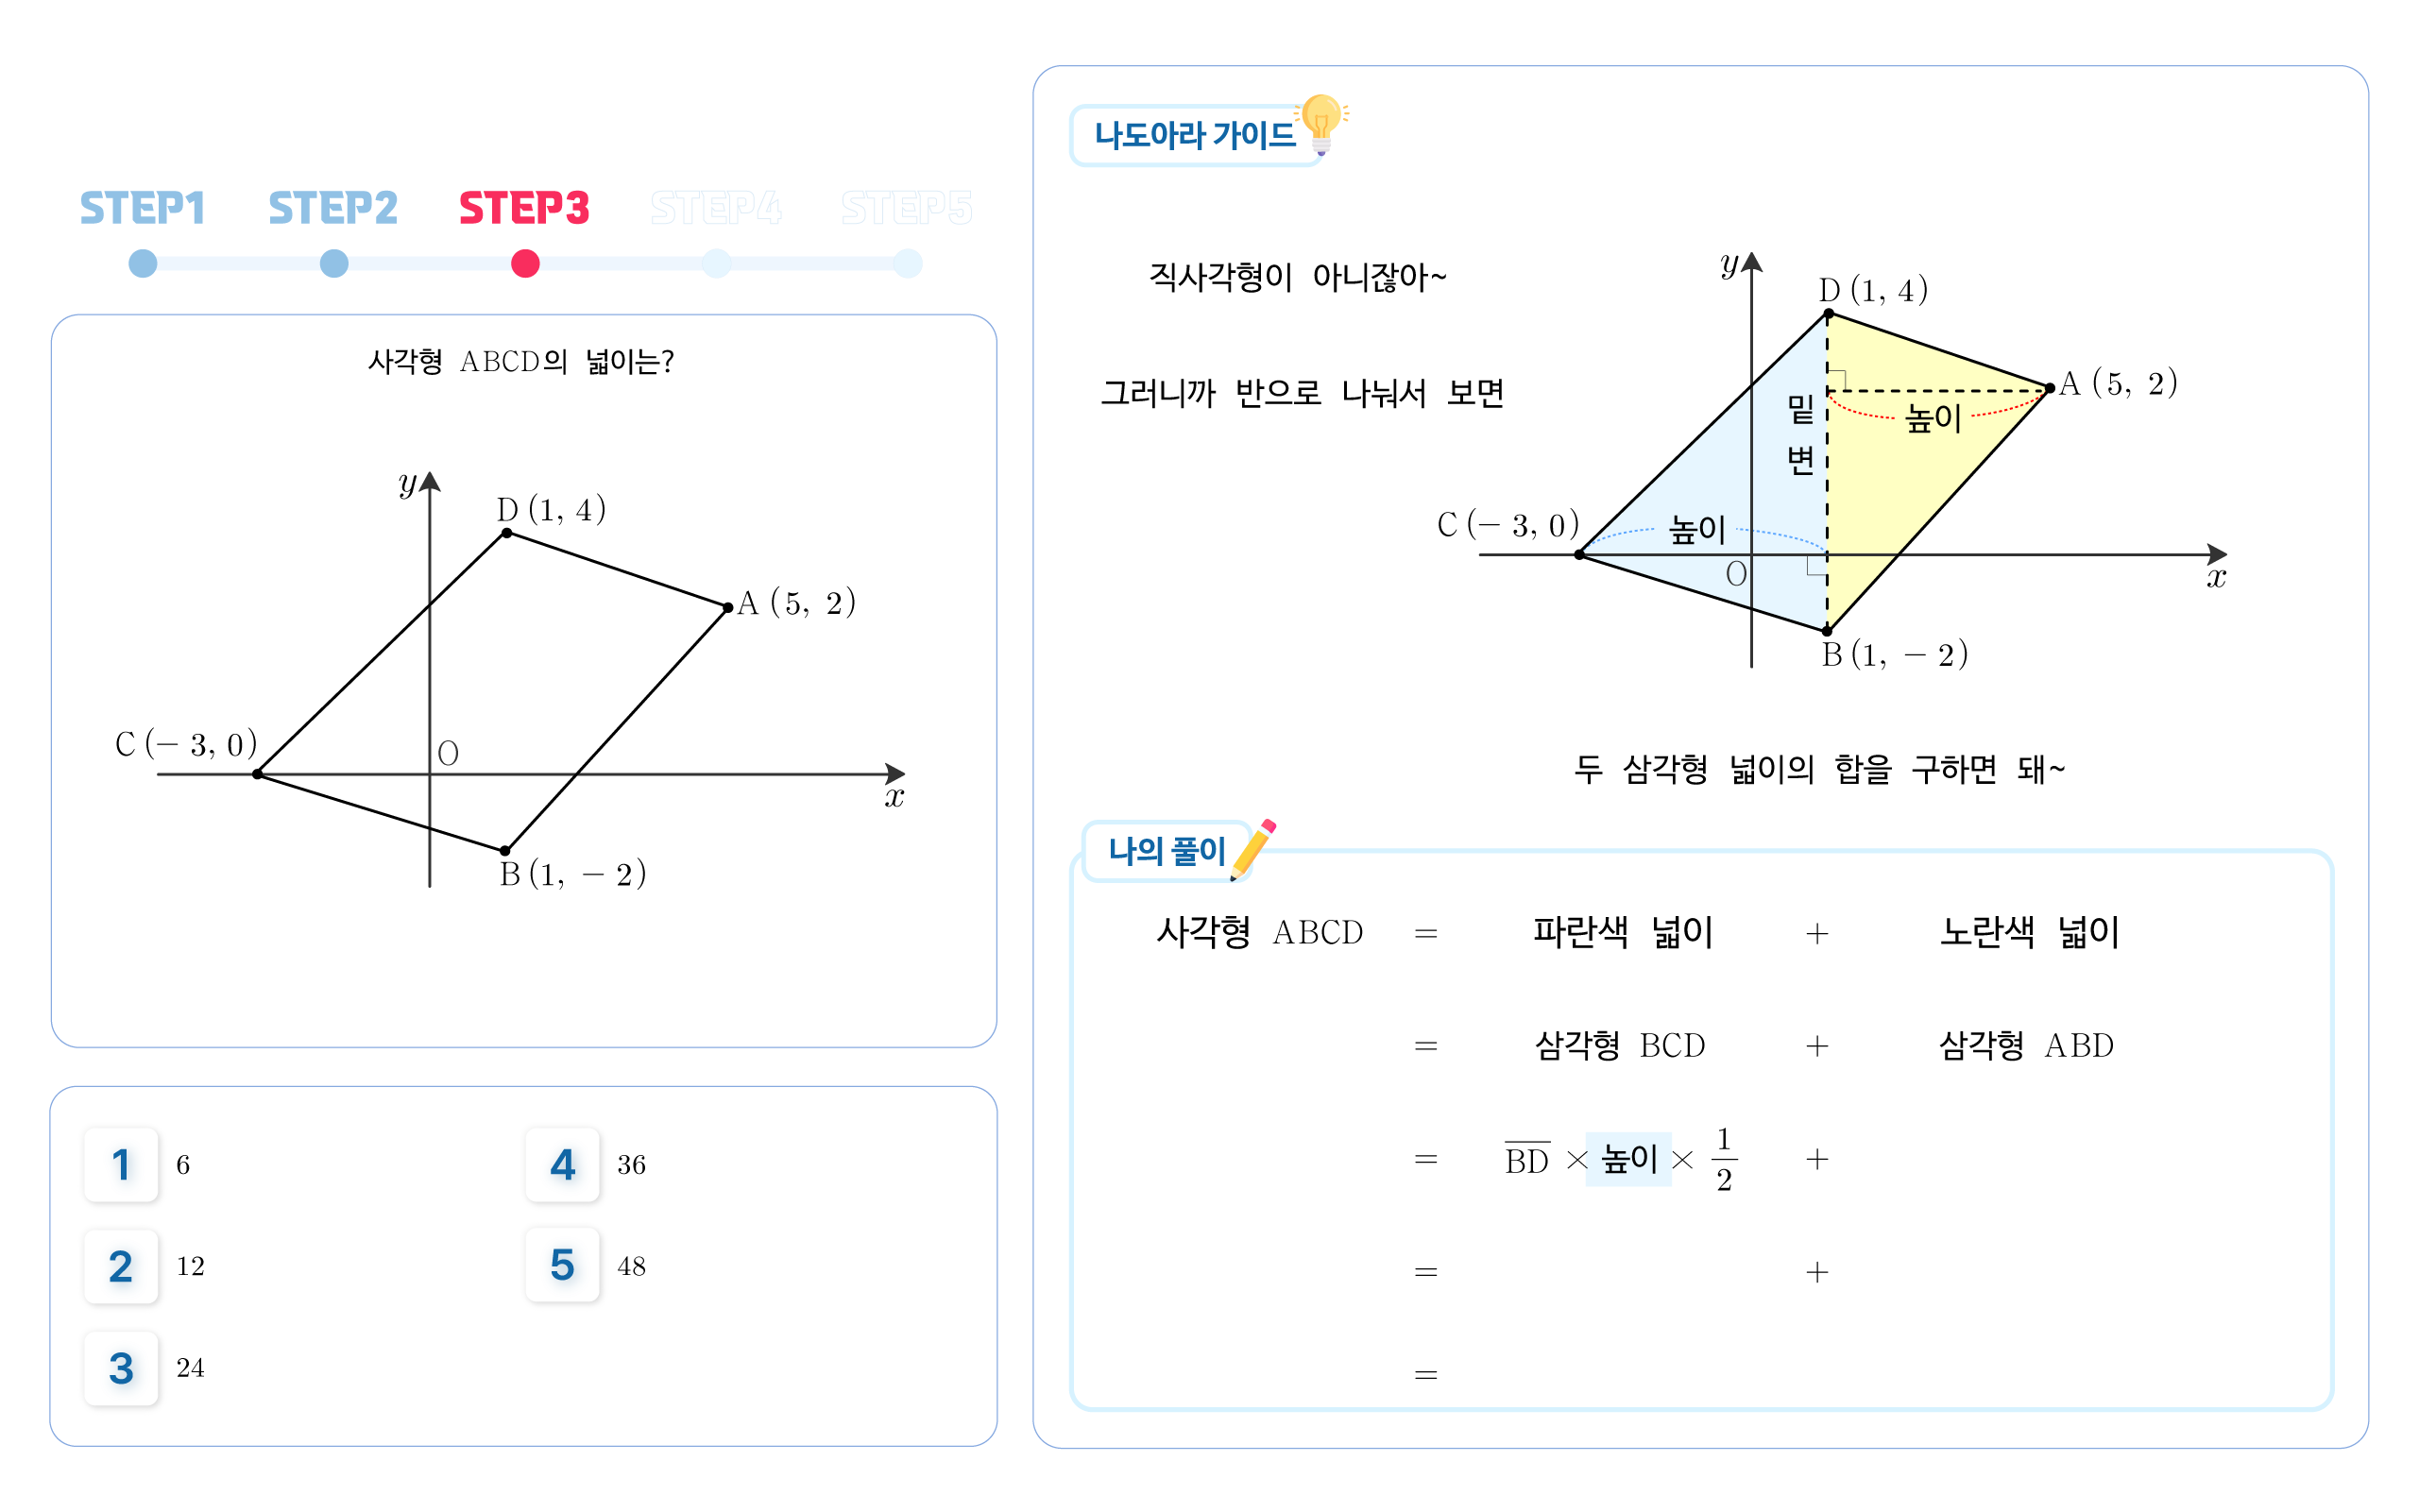 STEP1 STEP2 STEP3 STEP4 STEP5
사각형 ABCD의 넓이는?
y
D (1, 4)
A (5, 2)
C (− 3, 0)
O
x
B (1, − 2)
1 6
2 12
3 24
4 36
5 48
나도아라 가이드
직사각형이 아니잖아~
그러니까 반으로 나눠서 보면
y
D (1, 4)
A (5, 2)
밑변
높이
C (− 3, 0)
높이
O
x
B (1, − 2)
두 삼각형 넓이의 합을 구하면 돼~
나의 풀이
사각형 ABCD = 파란색 넓이 + 노란색 넓이
= 삼각형 BCD + 삼각형 ABD
= \overline{BD} × 높이 × \frac{1}{2} +
= +
=